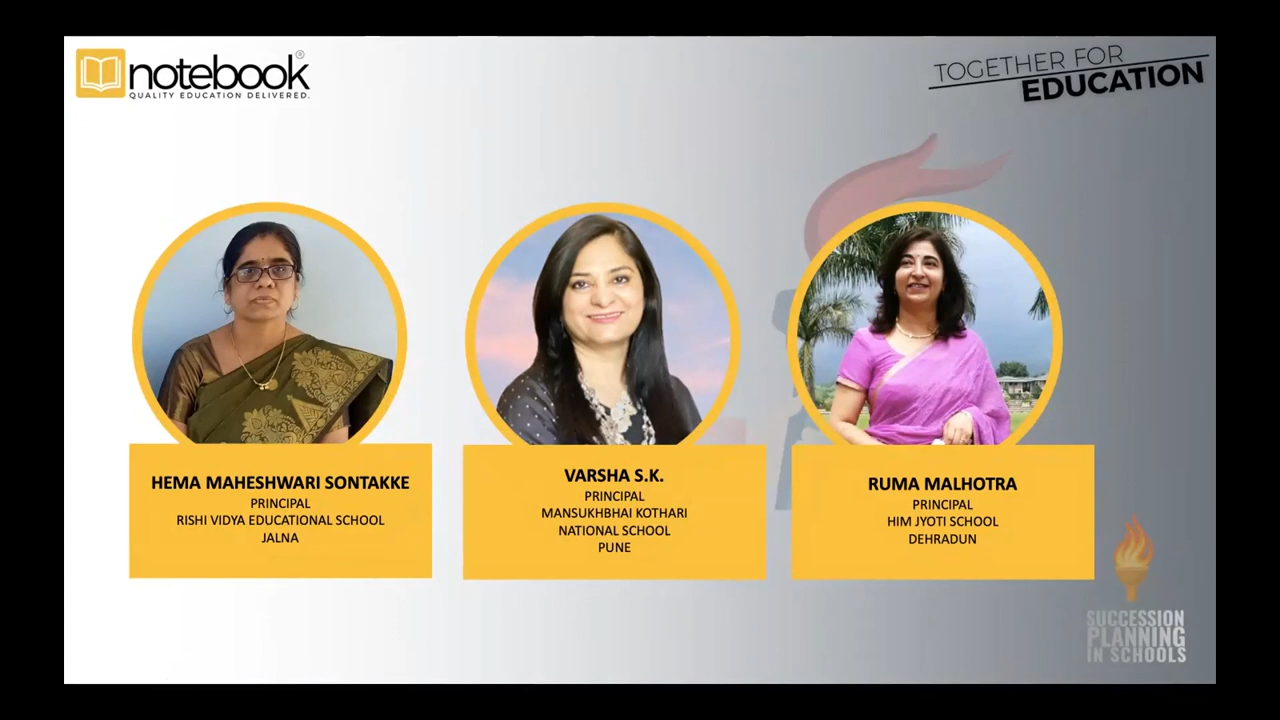 notebook®
QUALITY EDUCATION DELIVERED.
TOGETHER FOR
EDUCATION
HEMA MAHESHWARI SONTAKKE
PRINCIPAL
RISHI VIDYA EDUCATIONAL SCHOOL
JALNA
VARSHA S.K.
PRINCIPAL
MANSUKHBHAI KOTHARI
NATIONAL SCHOOL
PUNE
RUMA MALHOTRA
PRINCIPAL
HIM JYOTI SCHOOL
DEHRADUN
SUCCESSION
PLANNING
IN SCHOOLS